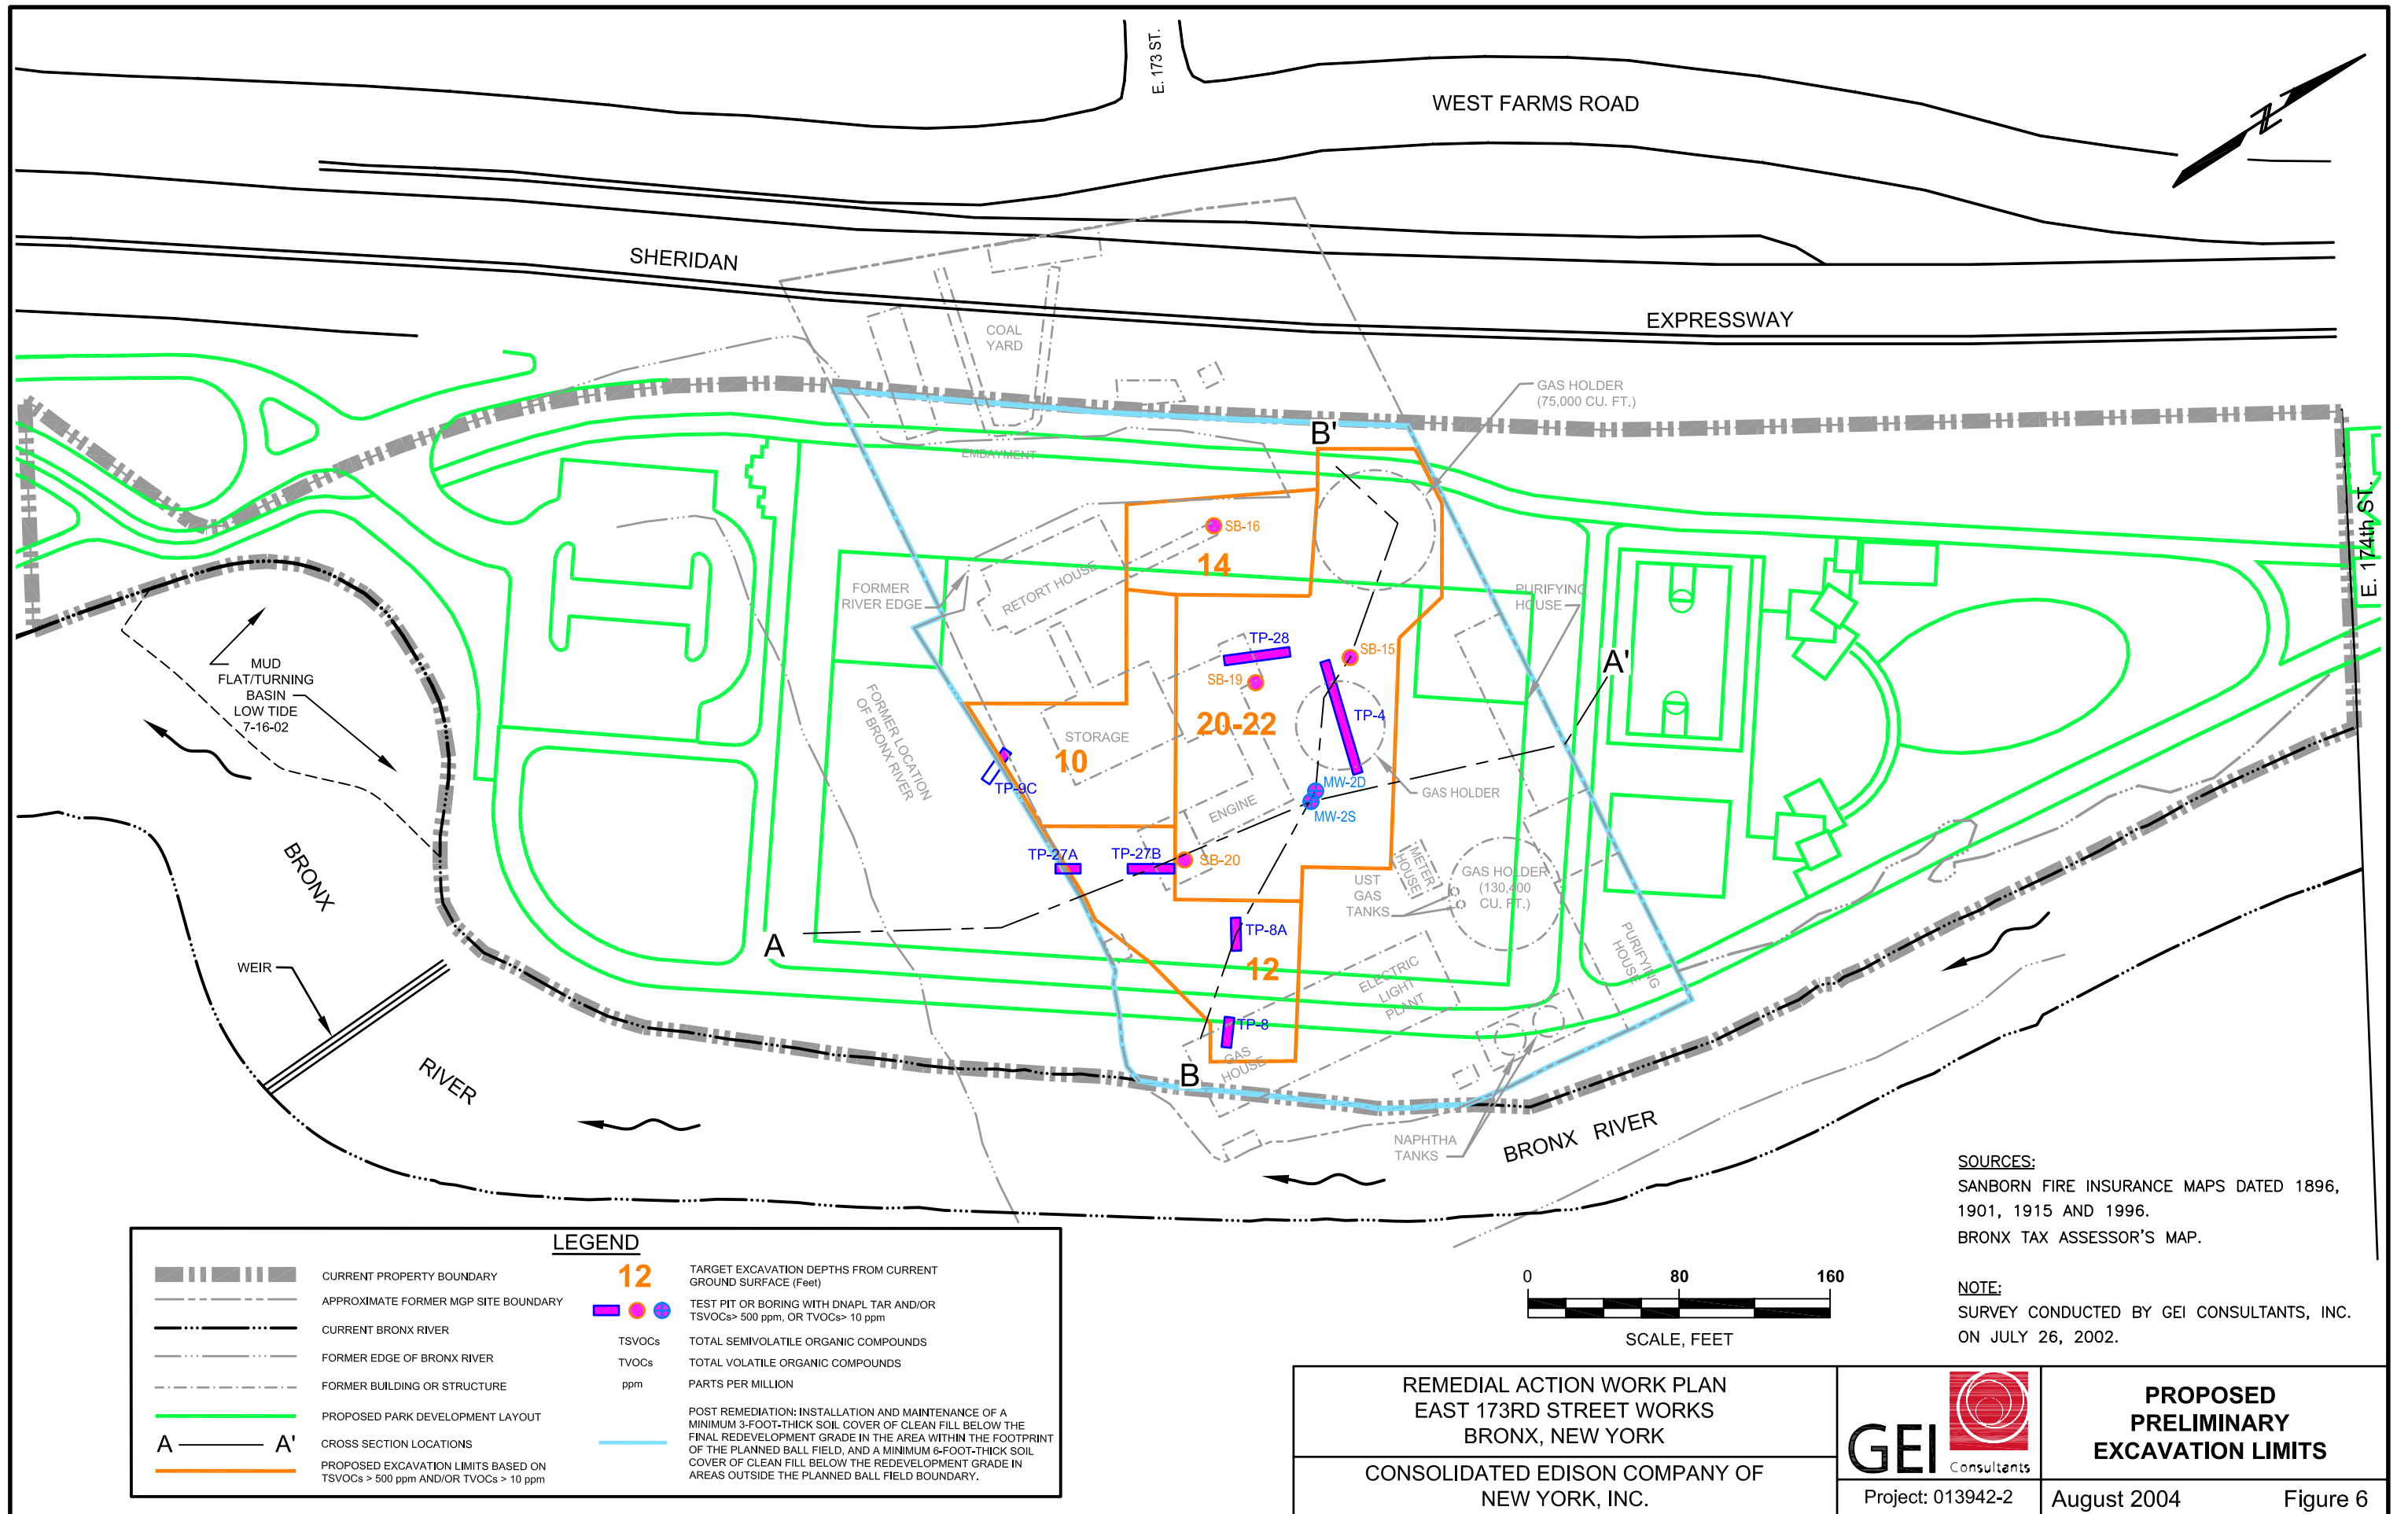 E. 173 ST.
WEST FARMS ROAD
N
SHERIDAN
EXPRESSWAY
COAL
YARD
GAS HOLDER
(75,000 CU. FT.)
B'
EMBAYMENT
E. 174th ST.
SB-16
14
RETORT HOUSE
FORMER
RIVER EDGE
PURIFYING
HOUSE
TP-28
SB-15
A'
SB-19
MUD
FLAT/TURNING
BASIN
LOW TIDE
7-16-02
FORMER LOCATION
OF BRONX RIVER
STORAGE
20-22
TP-4
10
TP-9C
MW-2D
GAS HOLDER
MW-2S
ENGINE
BRONX
TP-27A
TP-27B
SB-20
METER
HOUSE
GAS HOLDER
(130,400
CU. FT.)
UST
GAS
TANKS
A
TP-8A
PURIFYING
HOUSE
WEIR
12
ELECTRIC
LIGHT
PLANT
TP-8
GAS
HOUSE
B
RIVER
NAPHTHA
TANKS
BRONX RIVER
SOURCES:
SANBORN FIRE INSURANCE MAPS DATED 1896,
1901, 1915 AND 1996.
BRONX TAX ASSESSOR'S MAP.
NOTE:
SURVEY CONDUCTED BY GEI CONSULTANTS, INC.
ON JULY 26, 2002.
0 80 160
SCALE, FEET
LEGEND
CURRENT PROPERTY BOUNDARY
APPROXIMATE FORMER MGP SITE BOUNDARY
CURRENT BRONX RIVER
FORMER EDGE OF BRONX RIVER
FORMER BUILDING OR STRUCTURE
PROPOSED PARK DEVELOPMENT LAYOUT
A A' CROSS SECTION LOCATIONS
PROPOSED EXCAVATION LIMITS BASED ON
TSVOCs > 500 ppm AND/OR TVOCs > 10 ppm
12 TARGET EXCAVATION DEPTHS FROM CURRENT
GROUND SURFACE (Feet)
TEST PIT OR BORING WITH DNAPL TAR AND/OR
TSVOCs> 500 ppm, OR TVOCs> 10 ppm
TSVOCs TOTAL SEMIVOLATILE ORGANIC COMPOUNDS
TVOCs TOTAL VOLATILE ORGANIC COMPOUNDS
ppm PARTS PER MILLION
POST REMEDIATION: INSTALLATION AND MAINTENANCE OF A
MINIMUM 3-FOOT-THICK SOIL COVER OF CLEAN FILL BELOW THE
FINAL REDEVELOPMENT GRADE IN THE AREA WITHIN THE FOOTPRINT
OF THE PLANNED BALL FIELD, AND A MINIMUM 6-FOOT-THICK SOIL
COVER OF CLEAN FILL BELOW THE REDEVELOPMENT GRADE IN
AREAS OUTSIDE THE PLANNED BALL FIELD BOUNDARY.
REMEDIAL ACTION WORK PLAN
EAST 173RD STREET WORKS
BRONX, NEW YORK
CONSOLIDATED EDISON COMPANY OF
NEW YORK, INC.
GEI Consultants
Project: 013942-2
PROPOSED
PRELIMINARY
EXCAVATION LIMITS
August 2004 Figure 6